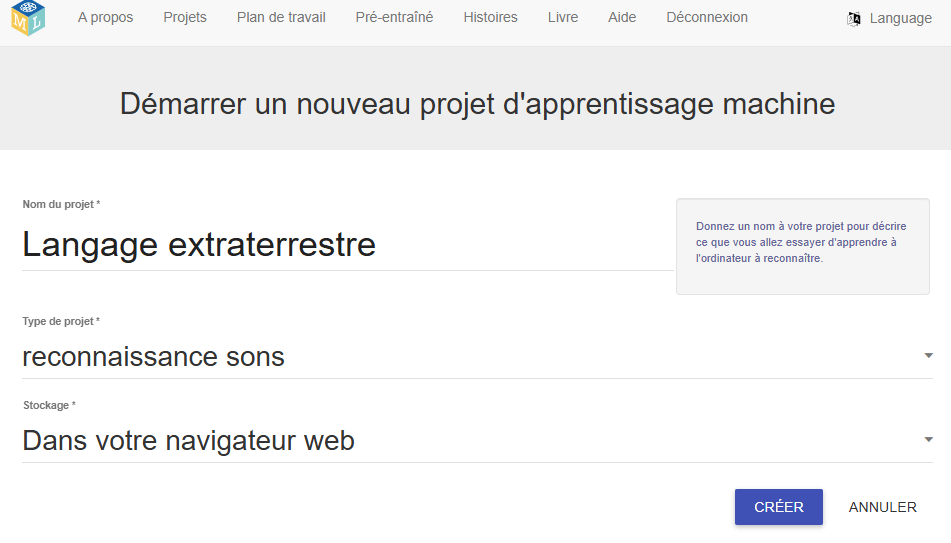 M L
A propos Projets Plan de travail Pré-entraîné Histoires Livre Aide Déconnexion Language
Démarrer un nouveau projet d'apprentissage machine
Nom du projet *
Langage extraterrestre
Donnez un nom à votre projet pour décrire
ce que vous allez essayer d'apprendre à
l'ordinateur à reconnaître.
Type de projet *
reconnaissance sons
Stockage *
Dans votre navigateur web
CRÉER ANNULER